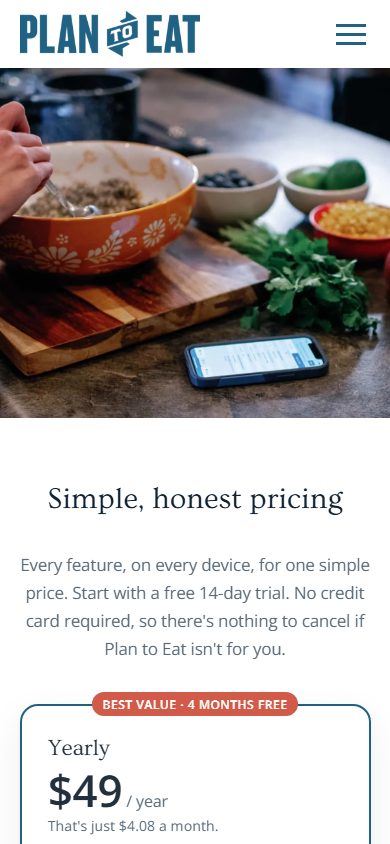 PLAN TO EAT
Simple, honest pricing
Every feature, on every device, for one simple
price. Start with a free 14-day trial. No credit
card required, so there's nothing to cancel if
Plan to Eat isn't for you.
BEST VALUE · 4 MONTHS FREE
Yearly
$49 / year
That's just $4.08 a month.